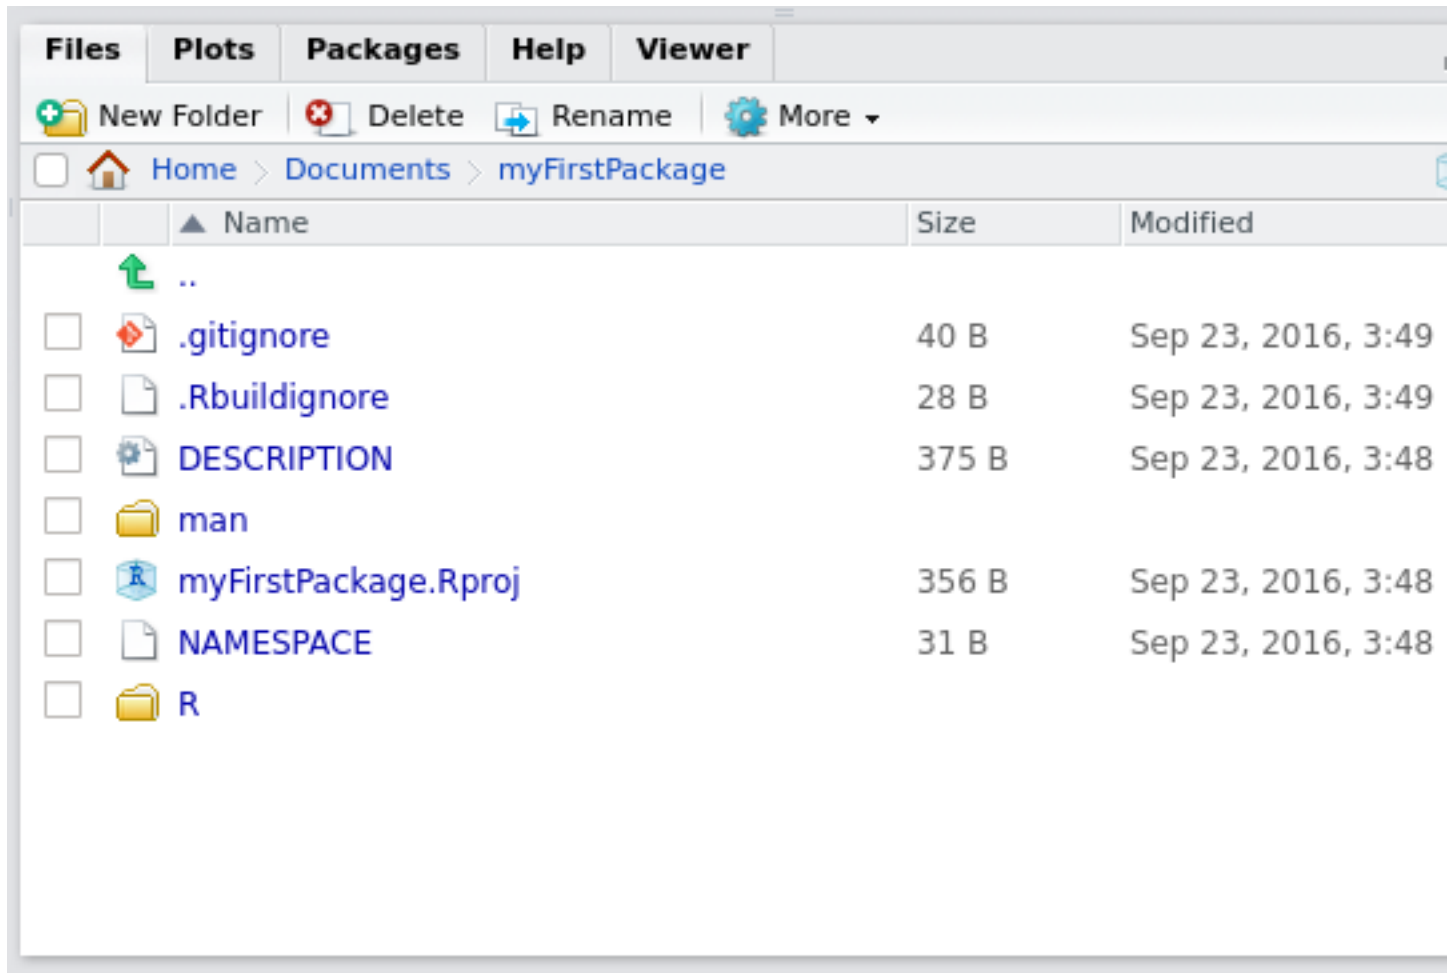 Files Plots Packages Help Viewer
New Folder Delete Rename More
Home Documents myFirstPackage
Name Size Modified
..
.gitignore 40 B Sep 23, 2016, 3:49
.Rbuildignore 28 B Sep 23, 2016, 3:49
DESCRIPTION 375 B Sep 23, 2016, 3:48
man
myFirstPackage.Rproj 356 B Sep 23, 2016, 3:48
NAMESPACE 31 B Sep 23, 2016, 3:48
R